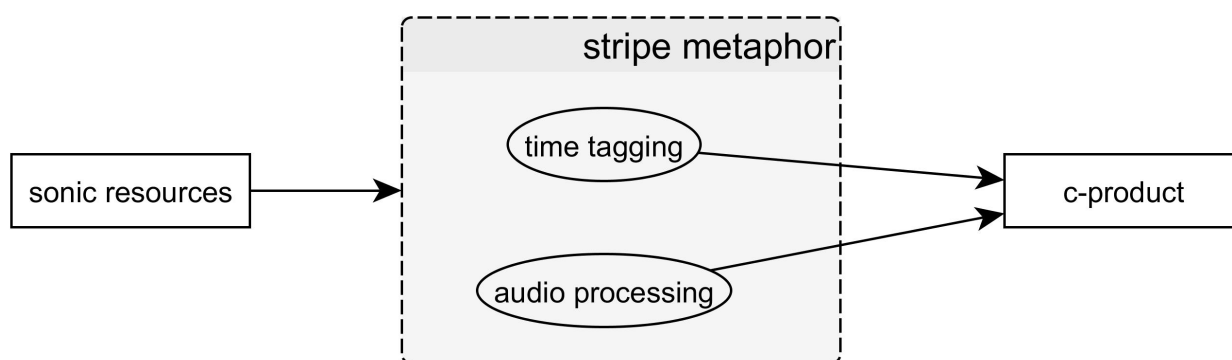 stripe metaphor
time tagging
sonic resources
c-product
audio processing